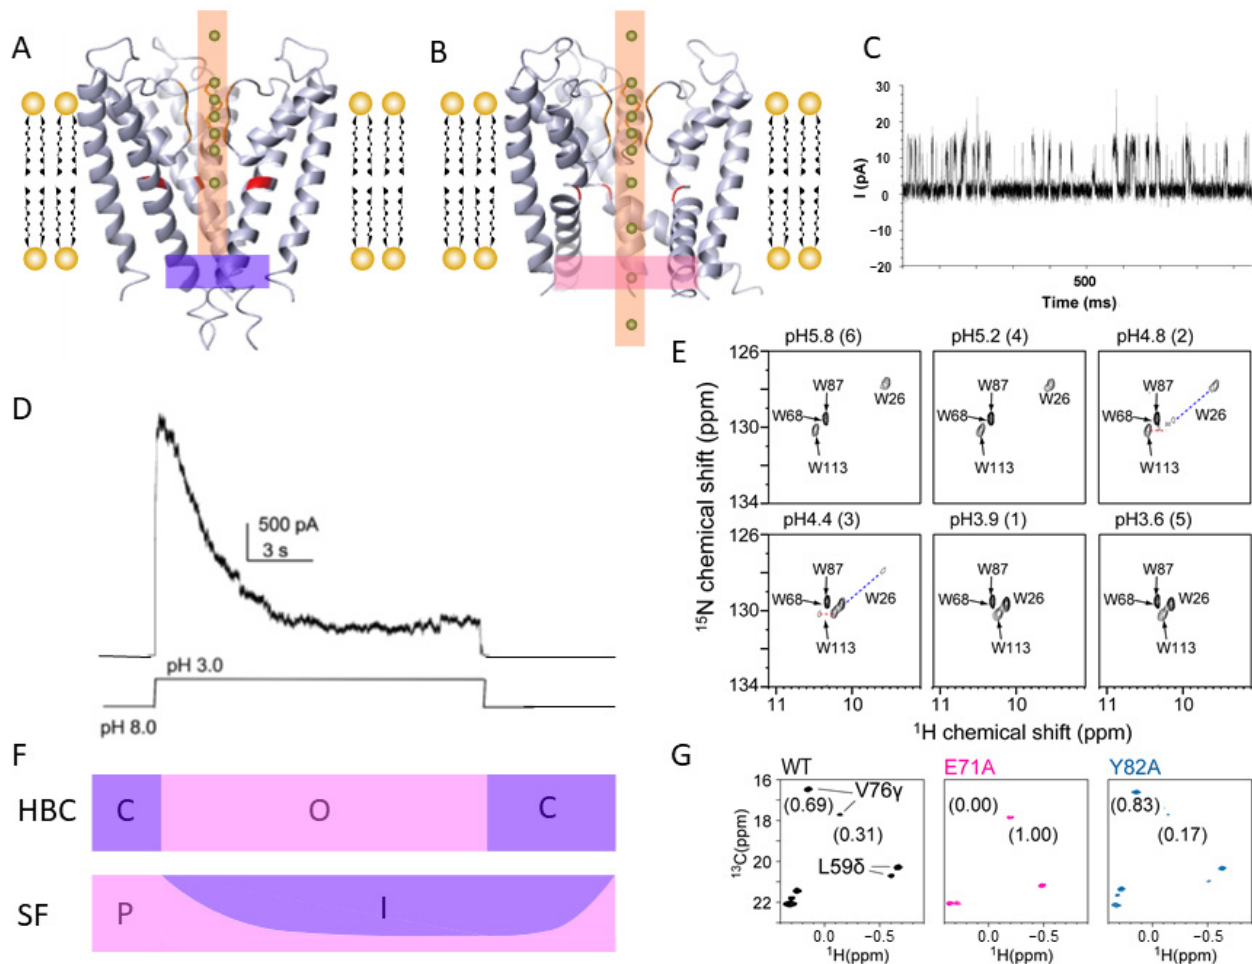 A
B
C
I (pA)
30
20
10
0
−10
−20
500
Time (ms)
D
500 pA
3 s
pH 3.0
pH 8.0
E
pH5.8 (6)
pH5.2 (4)
pH4.8 (2)
126
130
134
W87
W68
W26
W113
W87
W68
W26
W113
W87
W68
W26
W113
pH4.4 (3)
pH3.9 (1)
pH3.6 (5)
126
130
134
W87
W68
W26
W113
W87
W68
W26
W113
W87
W68
W26
W113
11 10
11 10
11 10
¹⁵N chemical shift (ppm)
¹H chemical shift (ppm)
F
HBC
C O C
SF
P I
G
WT
E71A
Y82A
16
18
20
22
¹³C(ppm)
V76γ
(0.69)
(0.31)
L59δ
(0.00)
(1.00)
(0.83)
(0.17)
0.0 −0.5
0.0 −0.5
0.0 −0.5
¹H(ppm)
¹H(ppm)
¹H(ppm)